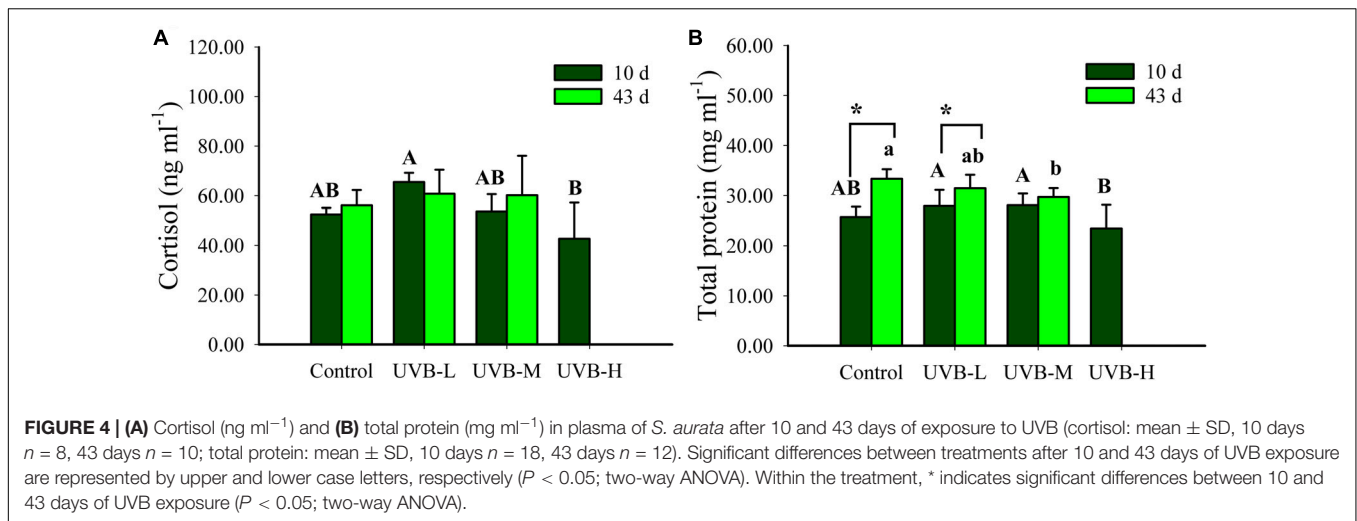 A
B
Cortisol (ng ml⁻¹)
120.00
100.00
80.00
60.00
40.00
20.00
0.00
10 d
43 d
AB
A
AB
B
Control UVB-L UVB-M UVB-H
Total protein (mg ml⁻¹)
60.00
50.00
40.00
30.00
20.00
10.00
0.00
10 d
43 d
* *
AB a A ab A b B
Control UVB-L UVB-M UVB-H
FIGURE 4 | (A) Cortisol (ng ml⁻¹) and (B) total protein (mg ml⁻¹) in plasma of S. aurata after 10 and 43 days of exposure to UVB (cortisol: mean ± SD, 10 days
n = 8, 43 days n = 10; total protein: mean ± SD, 10 days n = 18, 43 days n = 12). Significant differences between treatments after 10 and 43 days of UVB exposure
are represented by upper and lower case letters, respectively (P < 0.05; two-way ANOVA). Within the treatment, * indicates significant differences between 10 and
43 days of UVB exposure (P < 0.05; two-way ANOVA).